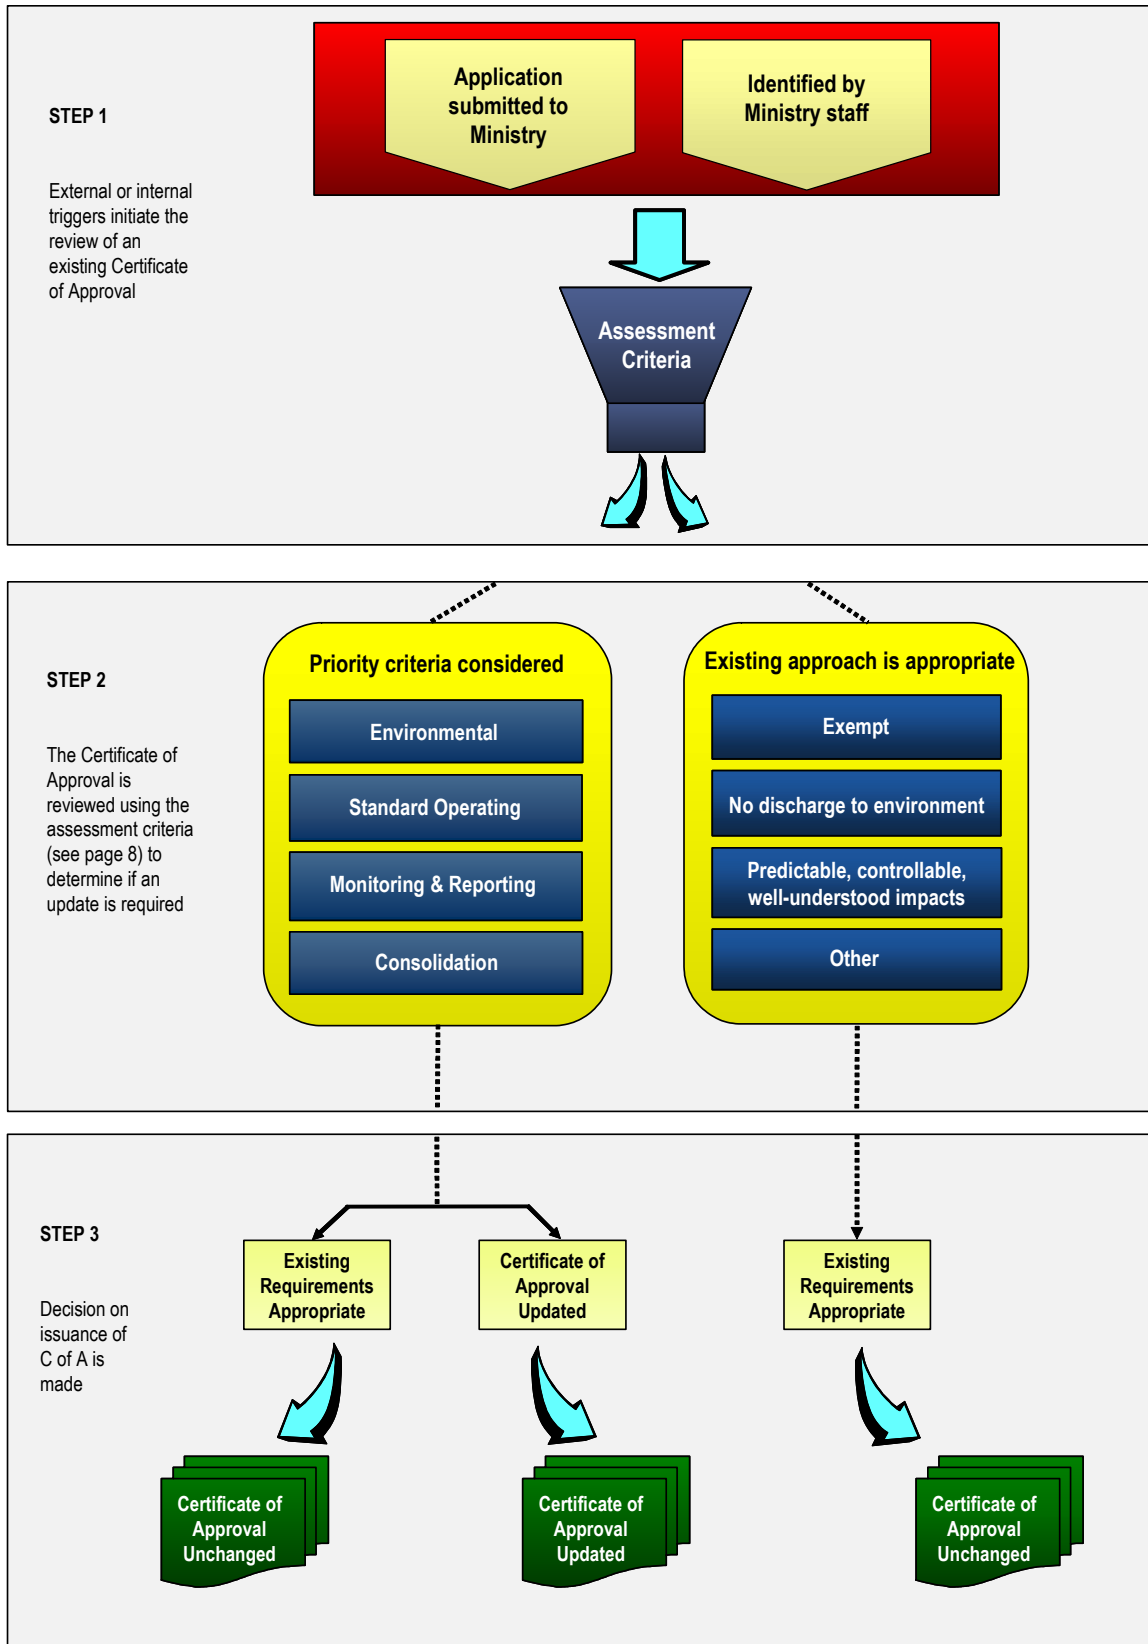 STEP 1
External or internal
triggers initiate the
review of an
existing Certificate
of Approval
Application
submitted to
Ministry
Identified by
Ministry staff
Assessment
Criteria
STEP 2
The Certificate of
Approval is
reviewed using the
assessment criteria
(see page 8) to
determine if an
update is required
Priority criteria considered
Environmental
Standard Operating
Monitoring & Reporting
Consolidation
Existing approach is appropriate
Exempt
No discharge to environment
Predictable, controllable,
well-understood impacts
Other
STEP 3
Decision on
issuance of
C of A is
made
Existing
Requirements
Appropriate
Certificate of
Approval
Updated
Existing
Requirements
Appropriate
Certificate of
Approval
Unchanged
Certificate of
Approval
Updated
Certificate of
Approval
Unchanged